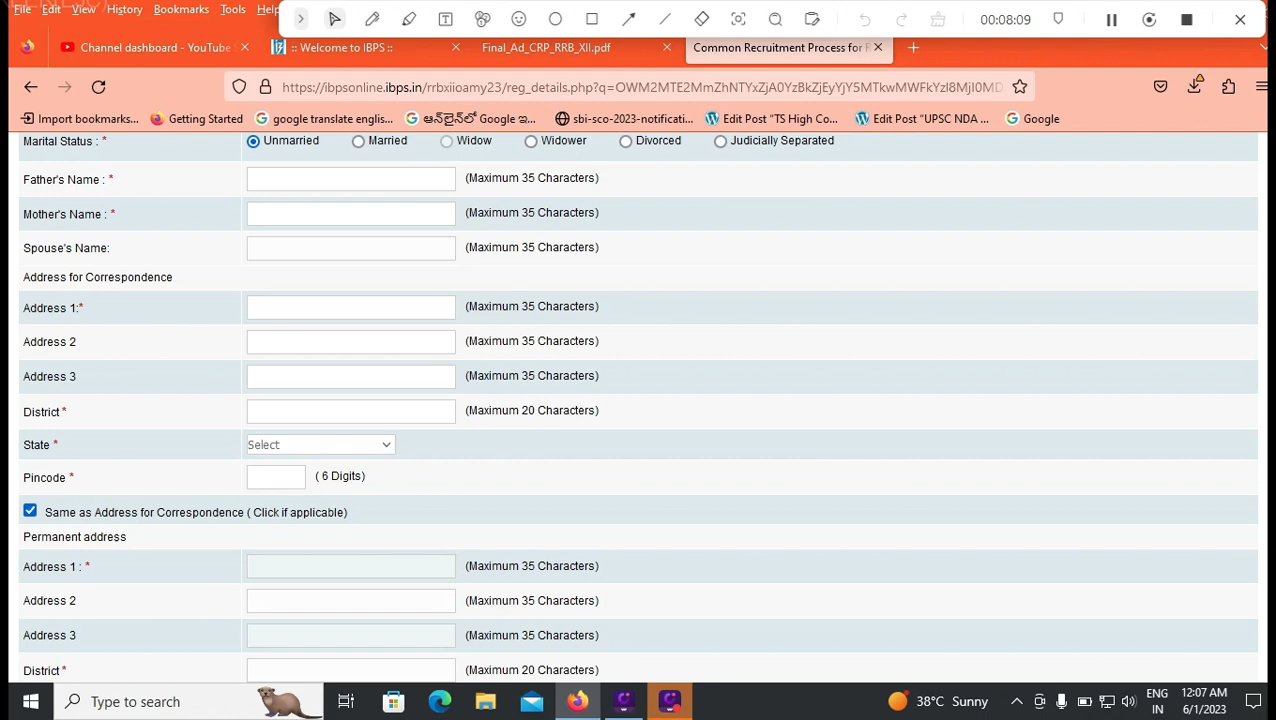 File Edit View History Bookmarks Tools Help
00:08:09
Channel dashboard - YouTube
:: Welcome to IBPS ::
Final_Ad_CRP_RRB_XII.pdf
Common Recruitment Process for R
https://ibpsonline.ibps.in/rrbxiioamy23/reg_details.php?q=
Import bookmarks...
Getting Started
google translate englis...
ఆన్‌లైన్‌లో Google ఇ...
sbi-sco-2023-notificati...
Edit Post "TS High Co...
Edit Post "UPSC NDA ...
Google
Marital Status : * Unmarried Married Widow Widower Divorced Judicially Separated
Father's Name : * (Maximum 35 Characters)
Mother's Name : * (Maximum 35 Characters)
Spouse's Name: (Maximum 35 Characters)
Address for Correspondence
Address 1:* (Maximum 35 Characters)
Address 2 (Maximum 35 Characters)
Address 3 (Maximum 35 Characters)
District * (Maximum 20 Characters)
State * Select
Pincode * ( 6 Digits)
Same as Address for Correspondence ( Click if applicable)
Permanent address
Address 1 : * (Maximum 35 Characters)
Address 2 (Maximum 35 Characters)
Address 3 (Maximum 35 Characters)
District * (Maximum 20 Characters)
Type to search
38°C Sunny
ENG
IN
12:07 AM
6/1/2023